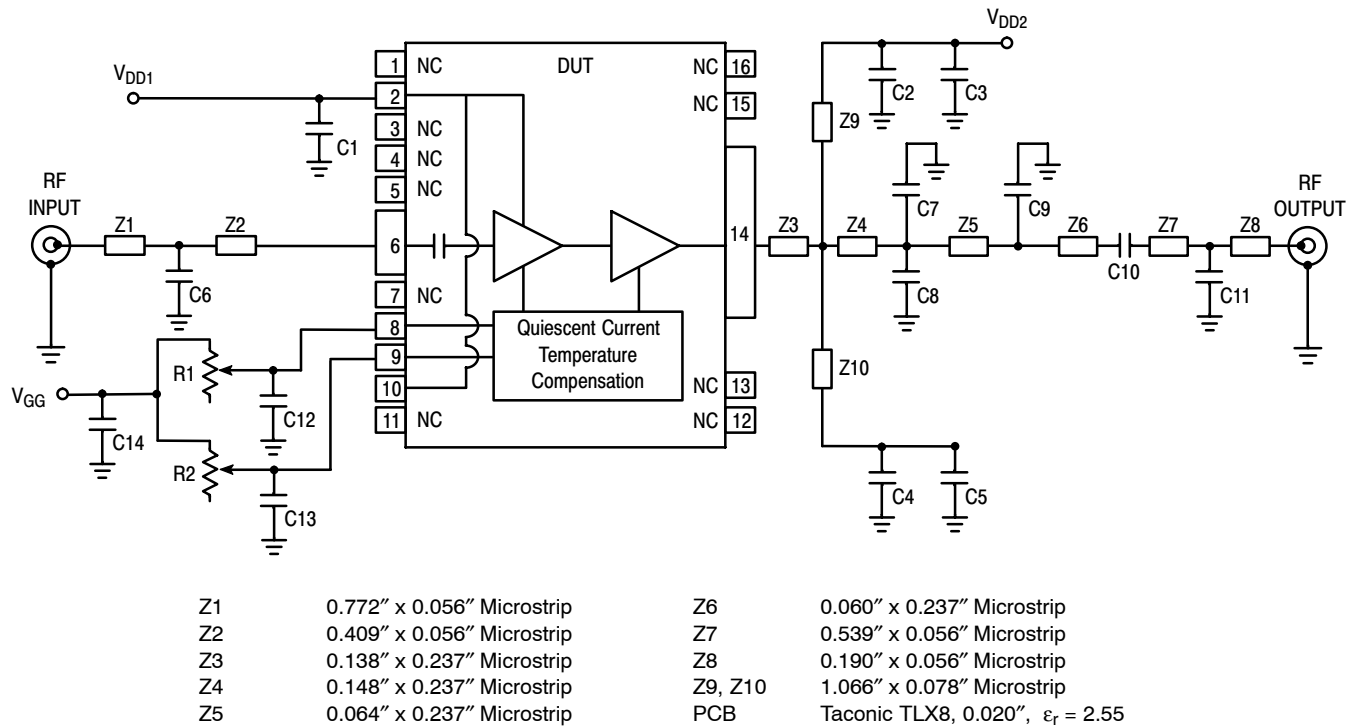 V_DD2
1 NC DUT NC 16
V_DD1
2
NC 15
C2 C3
3 NC
C1
Z9
4 NC
5 NC
RF INPUT
C7 C9
RF OUTPUT
Z1 Z2
6
14
Z3 Z4 Z5 Z6 Z7 Z8
C10
C6
C8
C11
7 NC
8
Quiescent Current
Temperature
Compensation
9
R1
Z10
10
NC 13
V_GG
C12
11 NC
NC 12
C14
R2
C4 C5
C13
Z1 0.772″ x 0.056″ Microstrip Z6 0.060″ x 0.237″ Microstrip
Z2 0.409″ x 0.056″ Microstrip Z7 0.539″ x 0.056″ Microstrip
Z3 0.138″ x 0.237″ Microstrip Z8 0.190″ x 0.056″ Microstrip
Z4 0.148″ x 0.237″ Microstrip Z9, Z10 1.066″ x 0.078″ Microstrip
Z5 0.064″ x 0.237″ Microstrip PCB Taconic TLX8, 0.020″, εr = 2.55